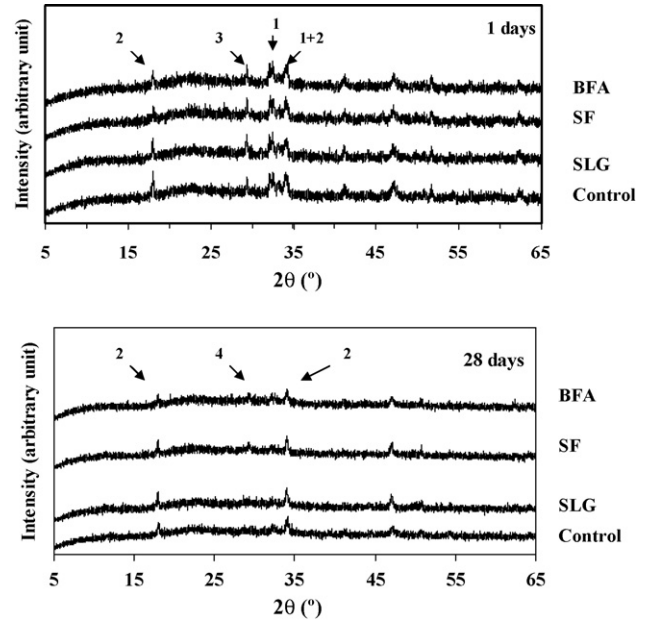 1
2 3 1+2 1 days
Intensity (arbitrary unit)
BFA
SF
SLG
Control
5 15 25 35 45 55 65
2θ (º)
2 4 2 28 days
Intensity (arbitrary unit)
BFA
SF
SLG
Control
5 15 25 35 45 55 65
2θ (º)